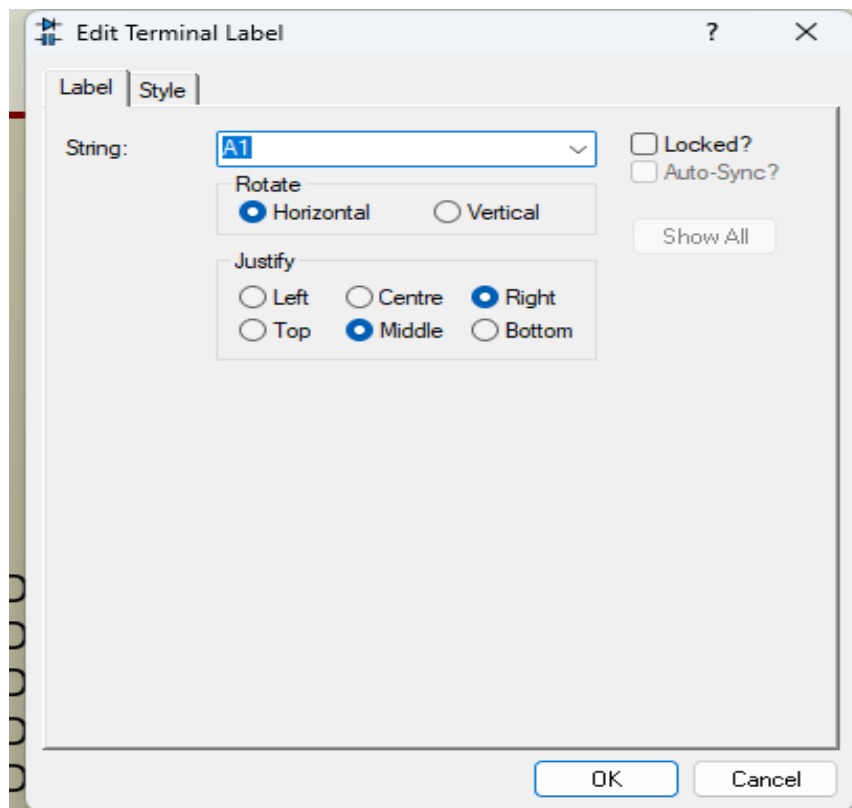 Edit Terminal Label ?
Label Style
String: A1 Locked?
Auto-Sync?
Rotate
Horizontal Vertical
Show All
Justify
Left Centre Right
Top Middle Bottom
D
D
D
D
D
OK Cancel